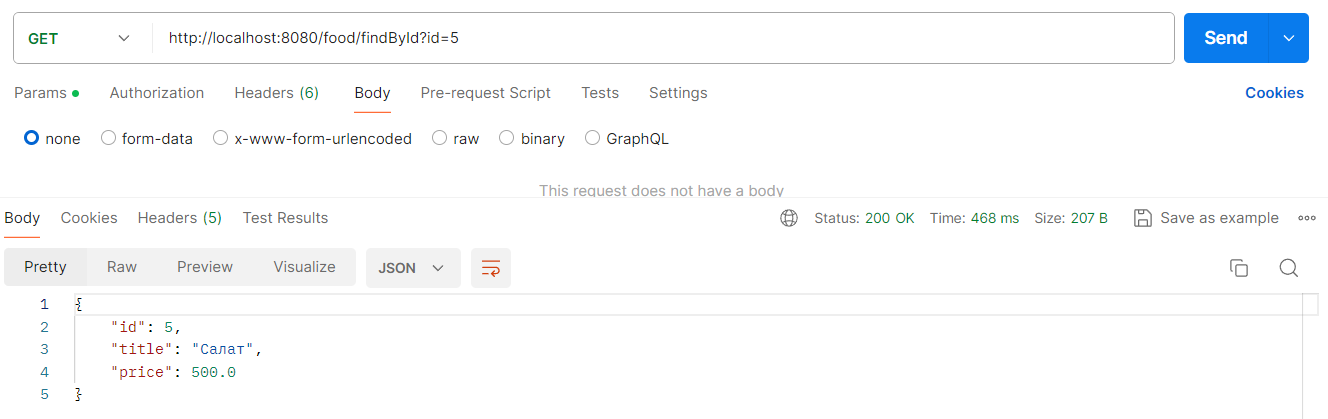 GET http://localhost:8080/food/findById?id=5 Send
Params Authorization Headers (6) Body Pre-request Script Tests Settings Cookies
none form-data x-www-form-urlencoded raw binary GraphQL
This request does not have a body
Body Cookies Headers (5) Test Results Status: 200 OK Time: 468 ms Size: 207 B Save as example
Pretty Raw Preview Visualize JSON
1 {
2 "id": 5,
3 "title": "Салат",
4 "price": 500.0
5 }